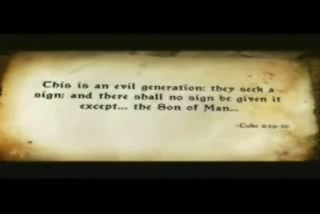 This is an evil generation: they seek a
sign; and there shall no sign be given it
except... the Son of Man...
-Luke